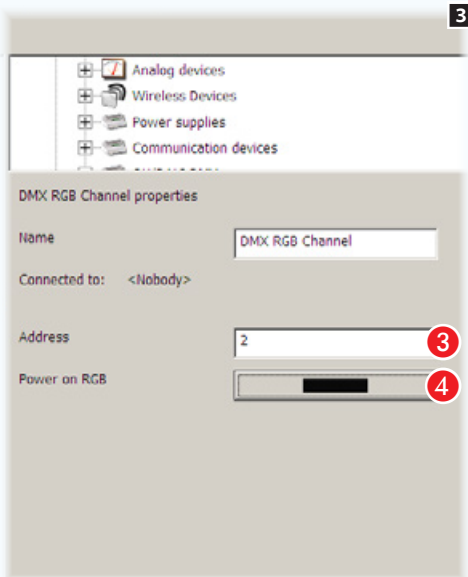 3
Analog devices
Wireless Devices
Power supplies
Communication devices
DMX RGB Channel properties
Name DMX RGB Channel
Connected to: <Nobody>
Address 2 3
Power on RGB 4